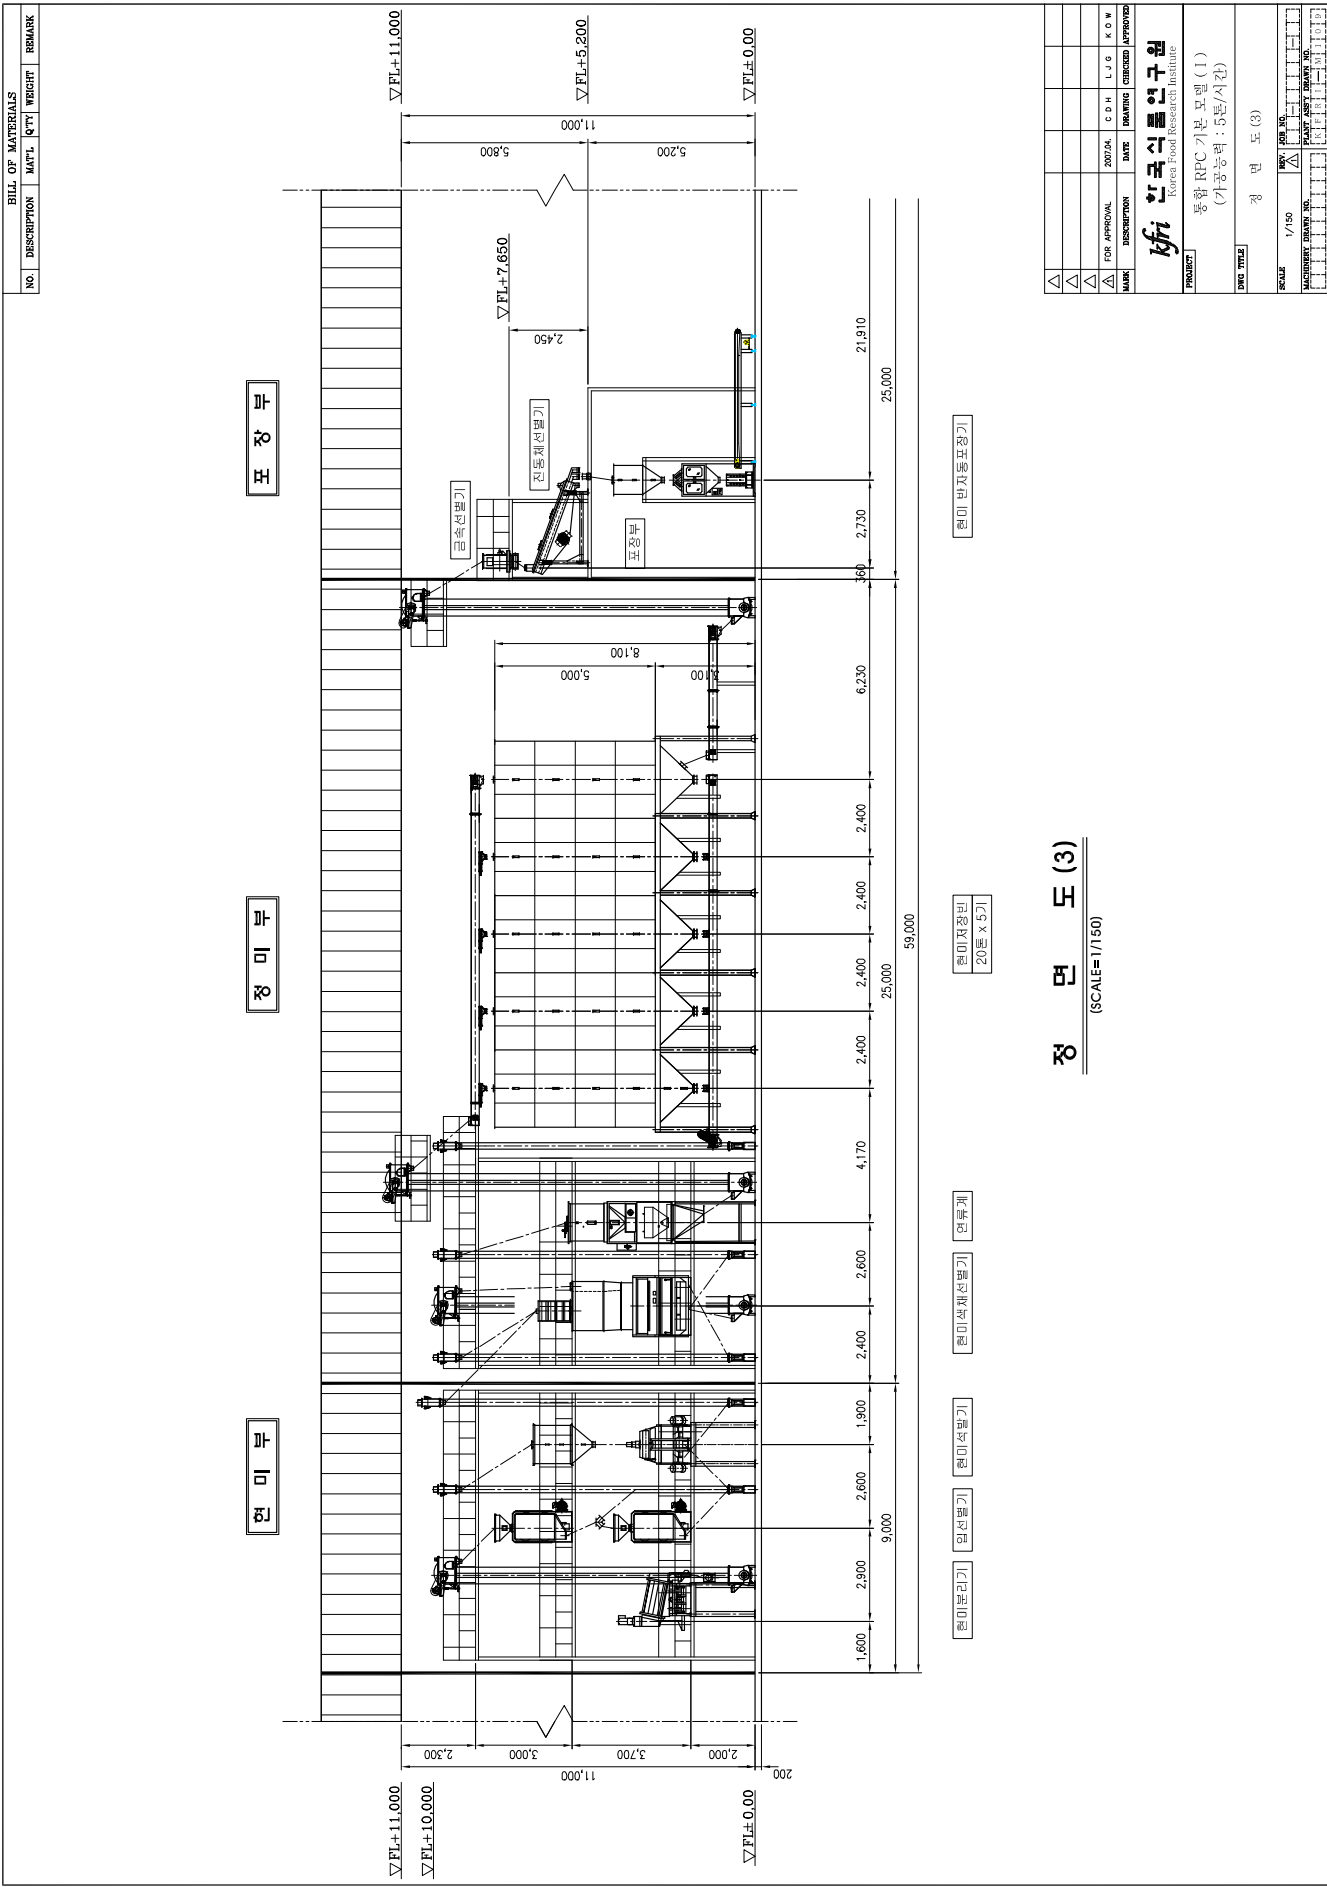 BILL OF MATERIALS
NO. DESCRIPTION MAT'L Q'TY WEIGHT REMARK
현 미 부
정 미 부
포 장 부
▽FL+11,000
▽FL+10,000
▽FL±0,00
2,300
3,000
3,700
2,000
11,000
200
금속선별기
진동체선별기
포장부
▽FL+7,650
2,450
▽FL+11,000
▽FL+5,200
▽FL±0,00
5,800
5,200
11,000
5,000
8,100
1,600
2,900
2,600
1,900
2,400
2,600
4,170
2,400
2,400
2,400
2,400
6,230
360
2,730
21,910
9,000
25,000
25,000
59,000
현미분리기
입선별기
현미석발기
현미색채선별기
연류계
현미저장빈
20톤 x 5기
현미 반자동포장기
정 면 도 (3)
(SCALE=1/150)
FOR APPROVAL 2007.04. C D H L J G K O W
MARK DESCRIPTION DATE DRAWING CHECKED APPROVED
kfri 한국식품연구원
Korea Food Research Institute
PROJECT
통합 RPC 기본 모델 ( I )
(가공능력 : 5톤/시간)
DWG TITLE
정 면 도 (3)
SCALE 1/150 REV. JOB NO.
MACHINERY DRAWN NO. PLANT ASS'Y DRAWN NO.